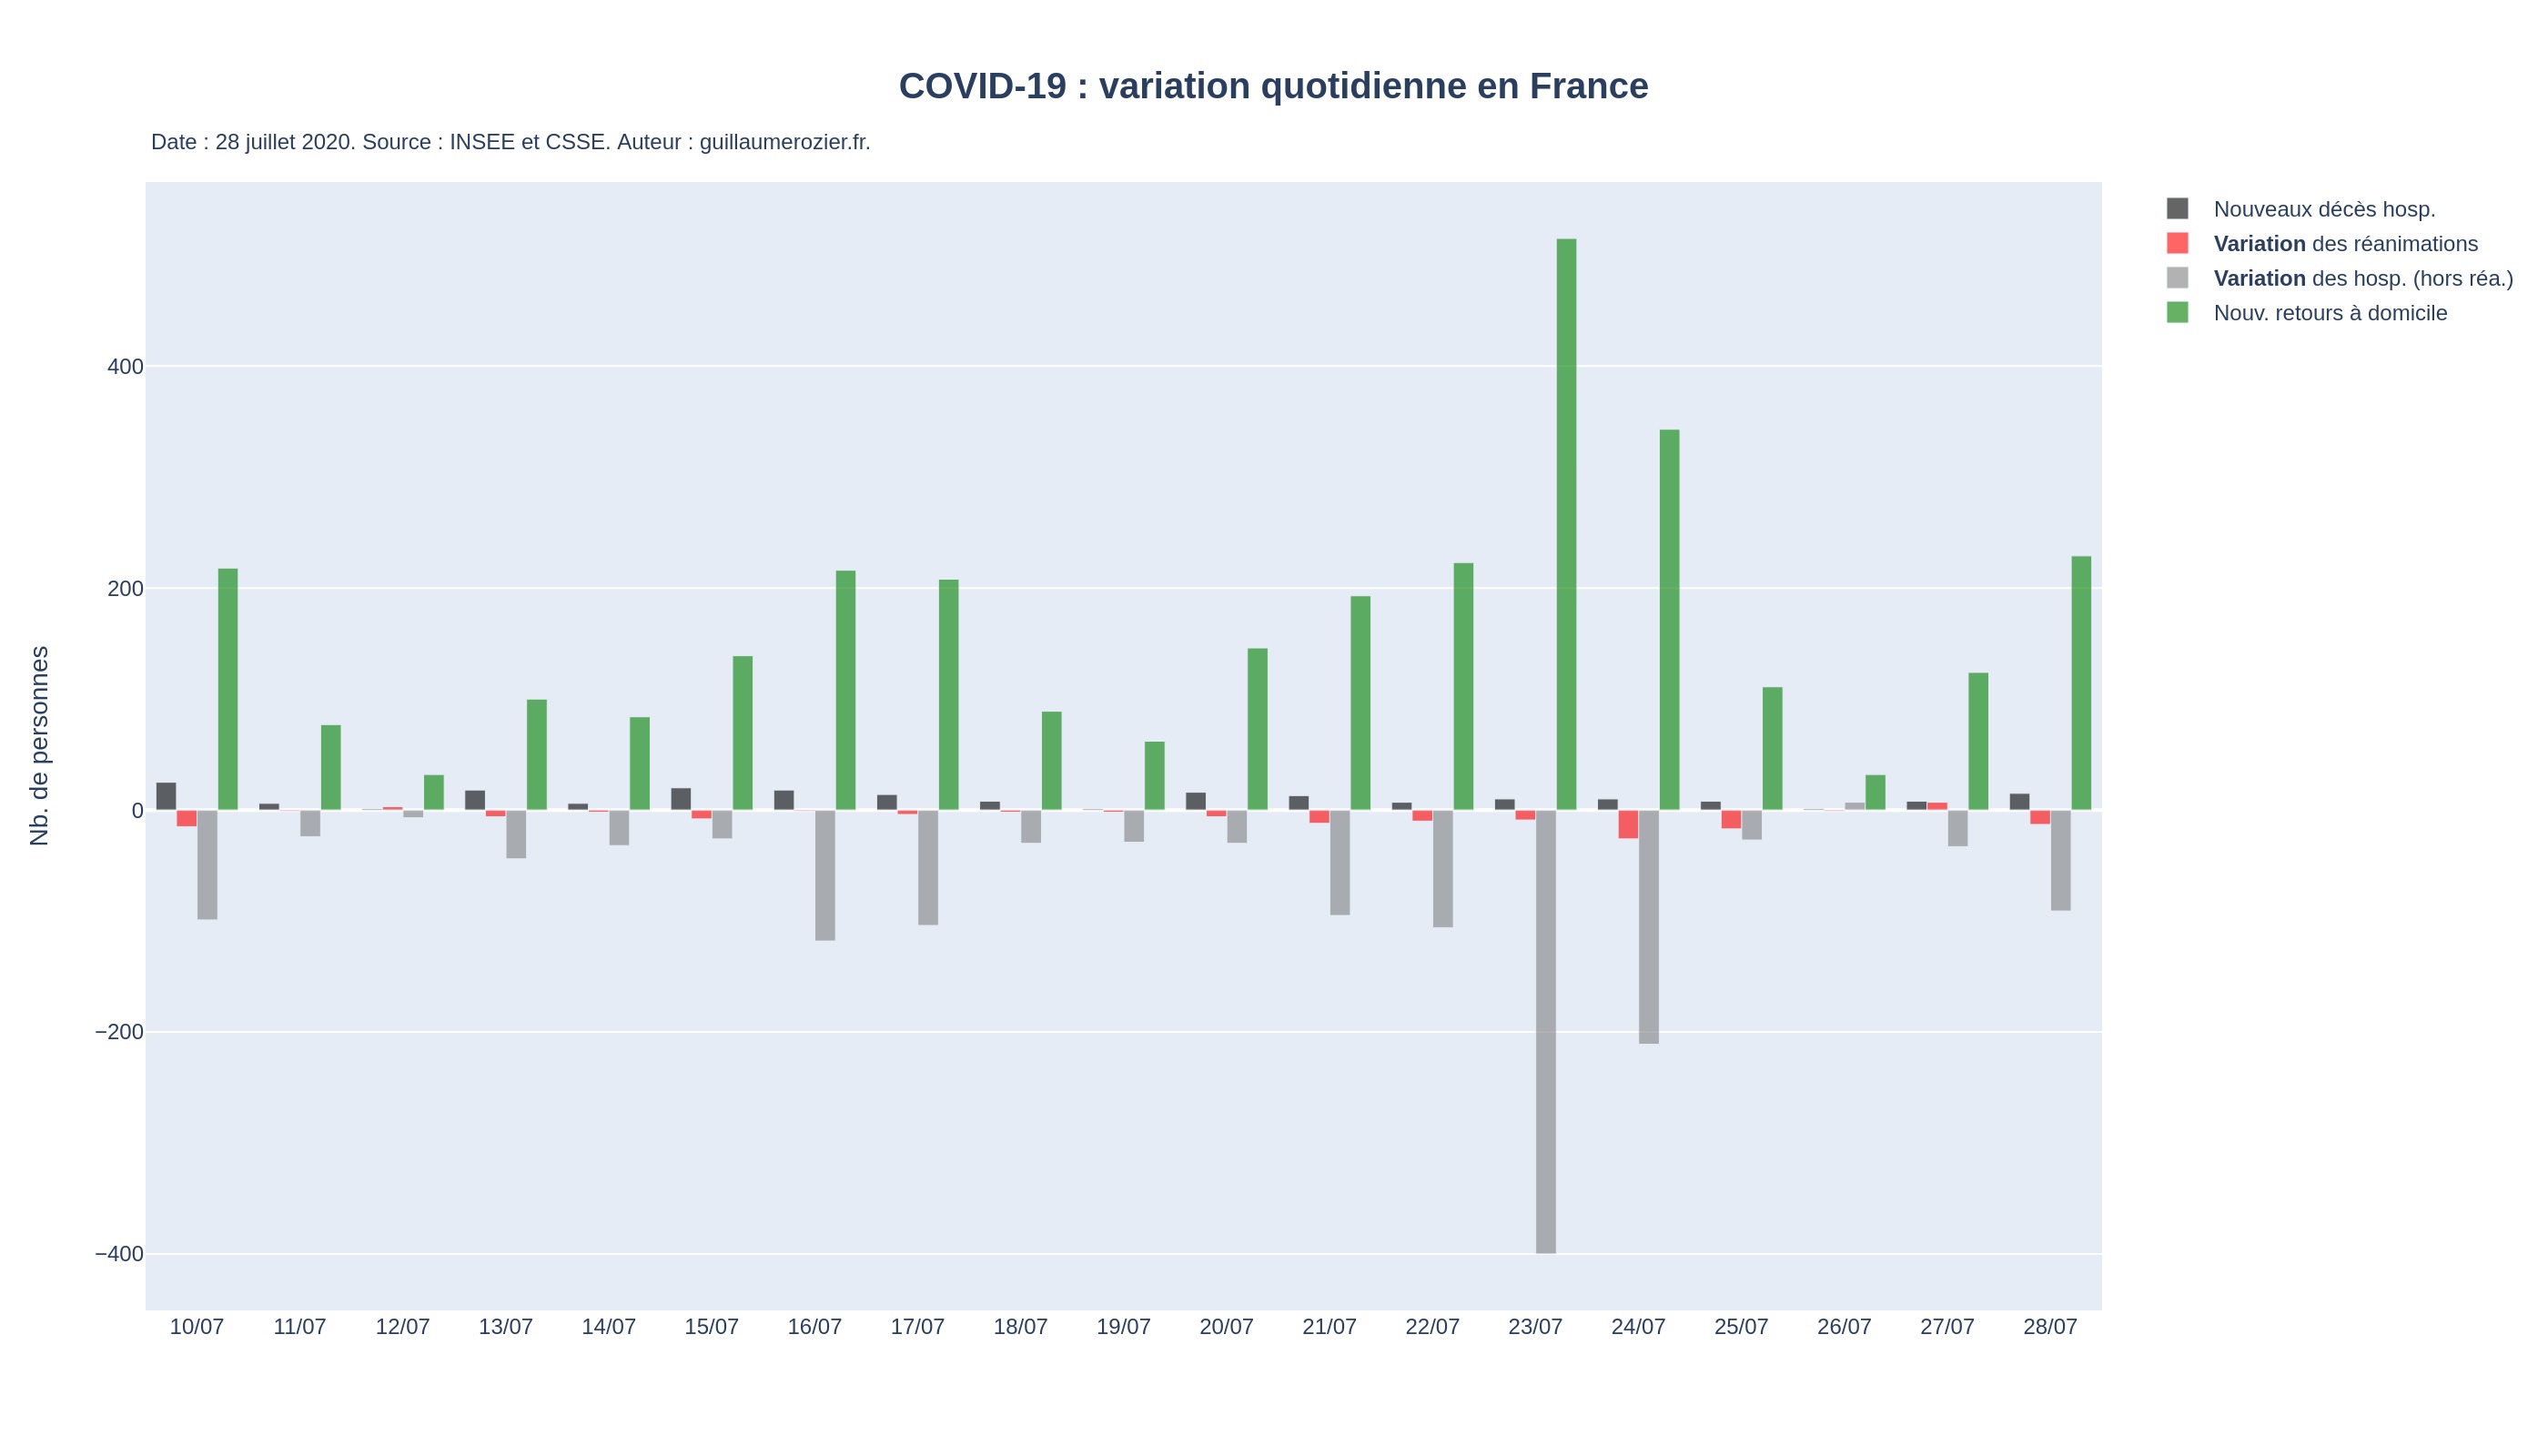 COVID-19 : variation quotidienne en France
Date : 28 juillet 2020. Source : INSEE et CSSE. Auteur : guillaumerozier.fr.
Nouveaux décès hosp.
Variation des réanimations
Variation des hosp. (hors réa.)
Nouv. retours à domicile
Nb. de personnes
400
200
0
−200
−400
10/07 11/07 12/07 13/07 14/07 15/07 16/07 17/07 18/07 19/07 20/07 21/07 22/07 23/07 24/07 25/07 26/07 27/07 28/07